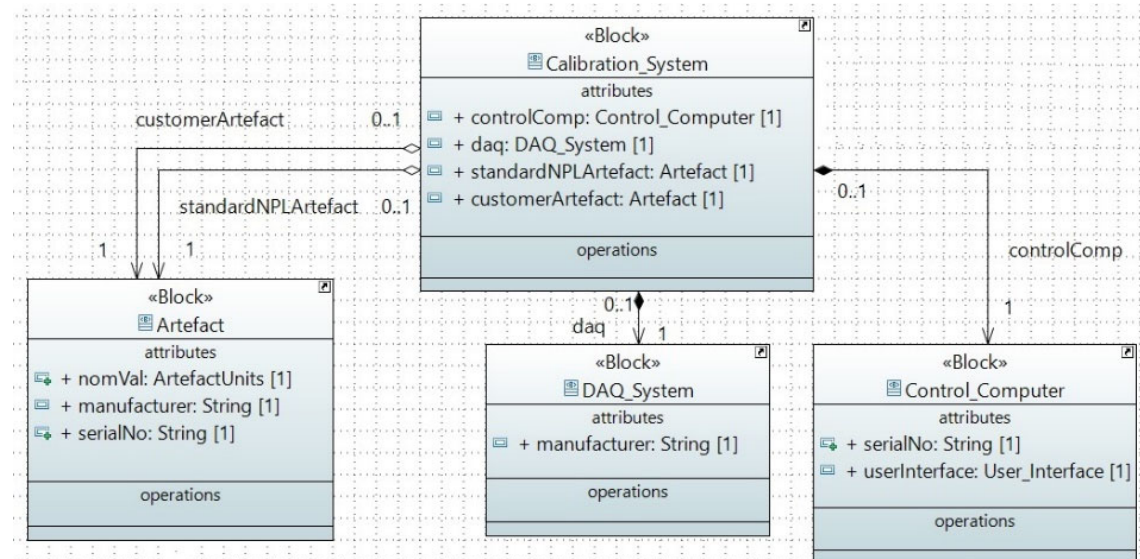 «Block»
Calibration_System
attributes
+ controlComp: Control_Computer [1]
+ daq: DAQ_System [1]
+ standardNPLArtefact: Artefact [1]
+ customerArtefact: Artefact [1]
operations
customerArtefact
0..1
standardNPLArtefact
0..1
1
1
0..1
controlComp
1
0..1
daq
1
«Block»
Artefact
attributes
+ nomVal: ArtefactUnits [1]
+ manufacturer: String [1]
+ serialNo: String [1]
operations
«Block»
DAQ_System
attributes
+ manufacturer: String [1]
operations
«Block»
Control_Computer
attributes
+ serialNo: String [1]
+ userInterface: User_Interface [1]
operations